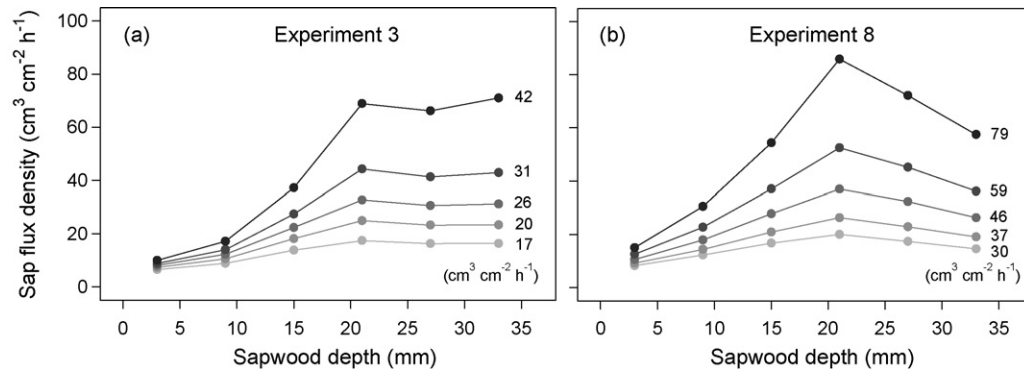 (a) Experiment 3
Sap flux density (cm³ cm⁻² h⁻¹)
100
80
60
40
20
0
42
31
26
20
17
(cm³ cm⁻² h⁻¹)
0 5 10 15 20 25 30 35
Sapwood depth (mm)
(b) Experiment 8
79
59
46
37
30
(cm³ cm⁻² h⁻¹)
0 5 10 15 20 25 30 35
Sapwood depth (mm)